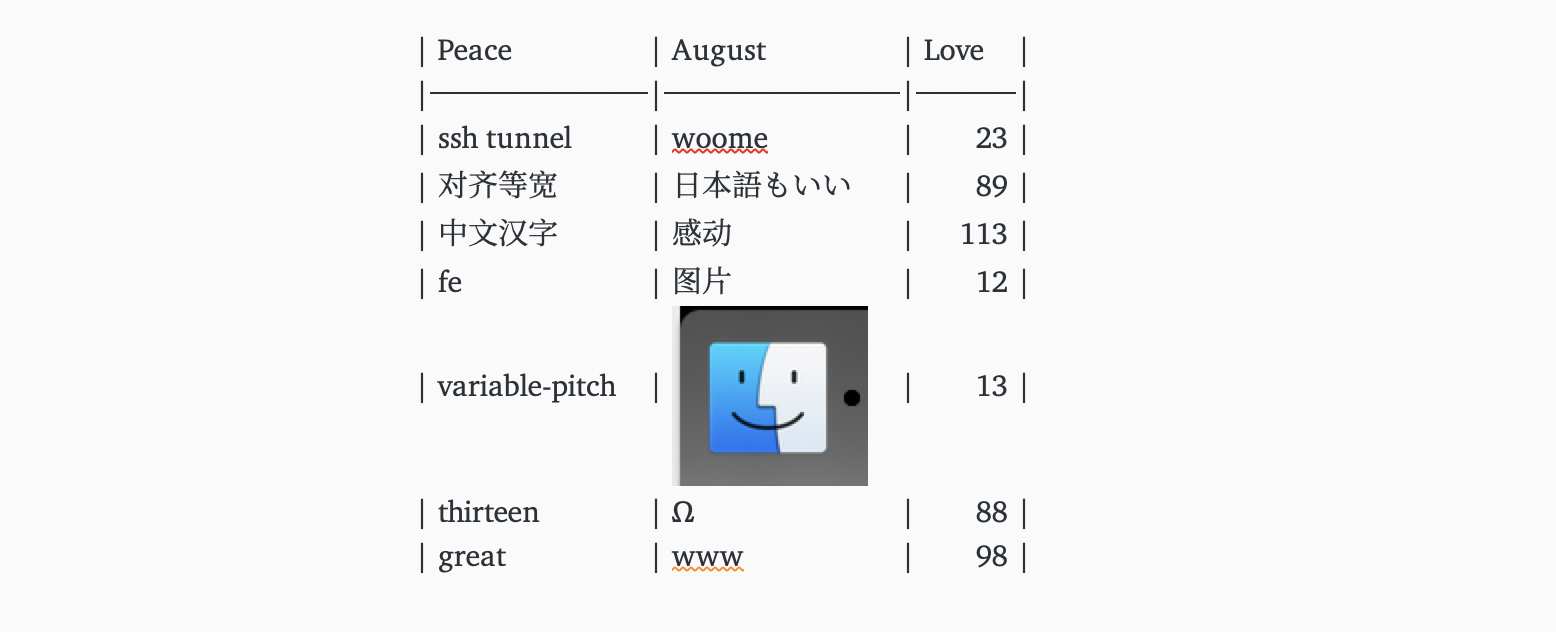 | Peace | August | Love |
| ssh tunnel | woome | 23 |
| 对齐等宽 | 日本語もいい | 89 |
| 中文汉字 | 感动 | 113 |
| fe | 图片 | 12 |
| variable-pitch | | 13 |
| thirteen | Ω | 88 |
| great | www | 98 |